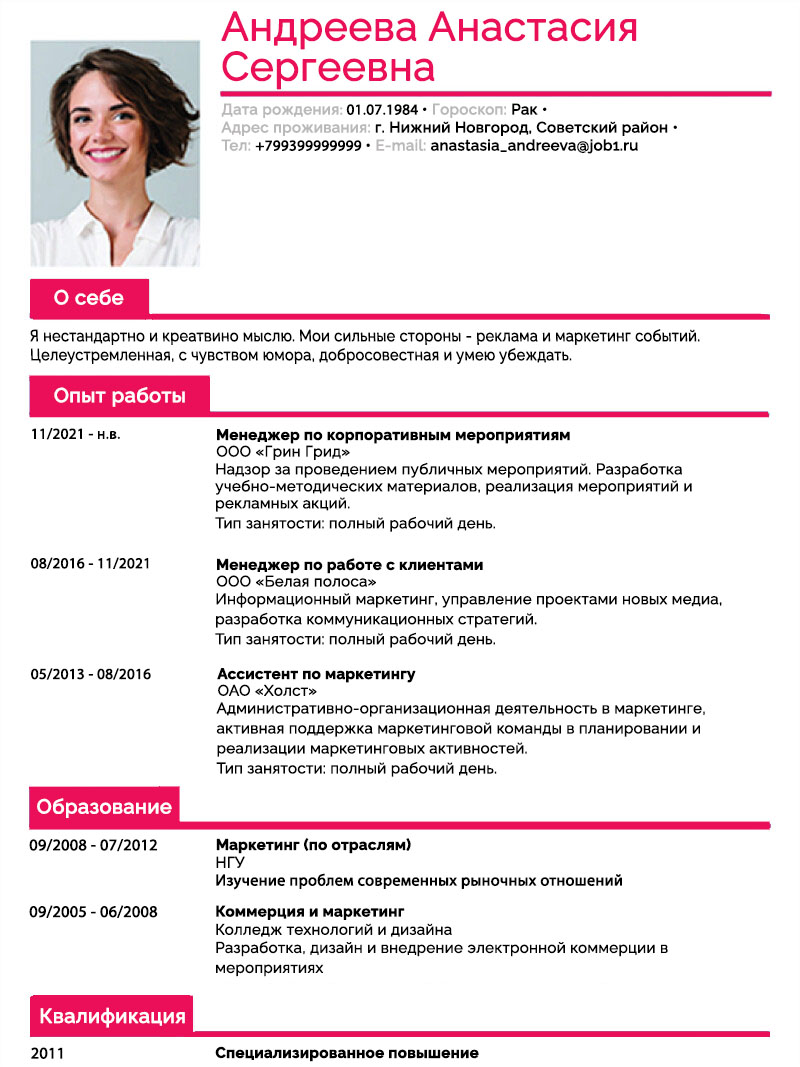 Андреева Анастасия
Сергеевна
Дата рождения: 01.07.1984 • Гороскоп: Рак •
Адрес проживания: г. Нижний Новгород, Советский район •
Тел: +799399999999 • E-mail: anastasia_andreeva@job1.ru
О себе
Я нестандартно и креатвино мыслю. Мои сильные стороны - реклама и маркетинг событий.
Целеустремленная, с чувством юмора, добросовестная и умею убеждать.
Опыт работы
11/2021 - н.в. Менеджер по корпоративным мероприятиям
ООО «Грин Грид»
Надзор за проведением публичных мероприятий. Разработка
учебно-методических материалов, реализация мероприятий и
рекламных акций.
Тип занятости: полный рабочий день.
08/2016 - 11/2021 Менеджер по работе с клиентами
ООО «Белая полоса»
Информационный маркетинг, управление проектами новых медиа,
разработка коммуникационных стратегий.
Тип занятости: полный рабочий день.
05/2013 - 08/2016 Ассистент по маркетингу
ОАО «Холст»
Административно-организационная деятельность в маркетинге,
активная поддержка маркетинговой команды в планировании и
реализации маркетинговых активностей.
Тип занятости: полный рабочий день.
Образование
09/2008 - 07/2012 Маркетинг (по отраслям)
НГУ
Изучение проблем современных рыночных отношений
09/2005 - 06/2008 Коммерция и маркетинг
Колледж технологий и дизайна
Разработка, дизайн и внедрение электронной коммерции в
мероприятиях
Квалификация
2011 Специализированное повышение